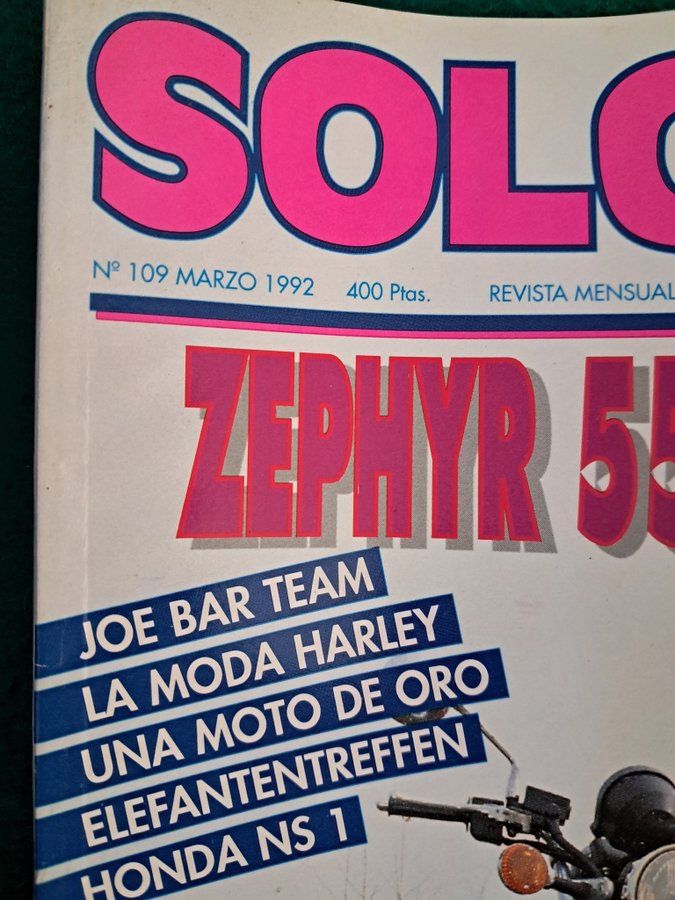 SOLO
Nº 109 MARZO 1992 400 Ptas. REVISTA MENSUAL
ZEPHYR 55
JOE BAR TEAM
LA MODA HARLEY
UNA MOTO DE ORO
ELEFANTENTREFFEN
HONDA NS 1